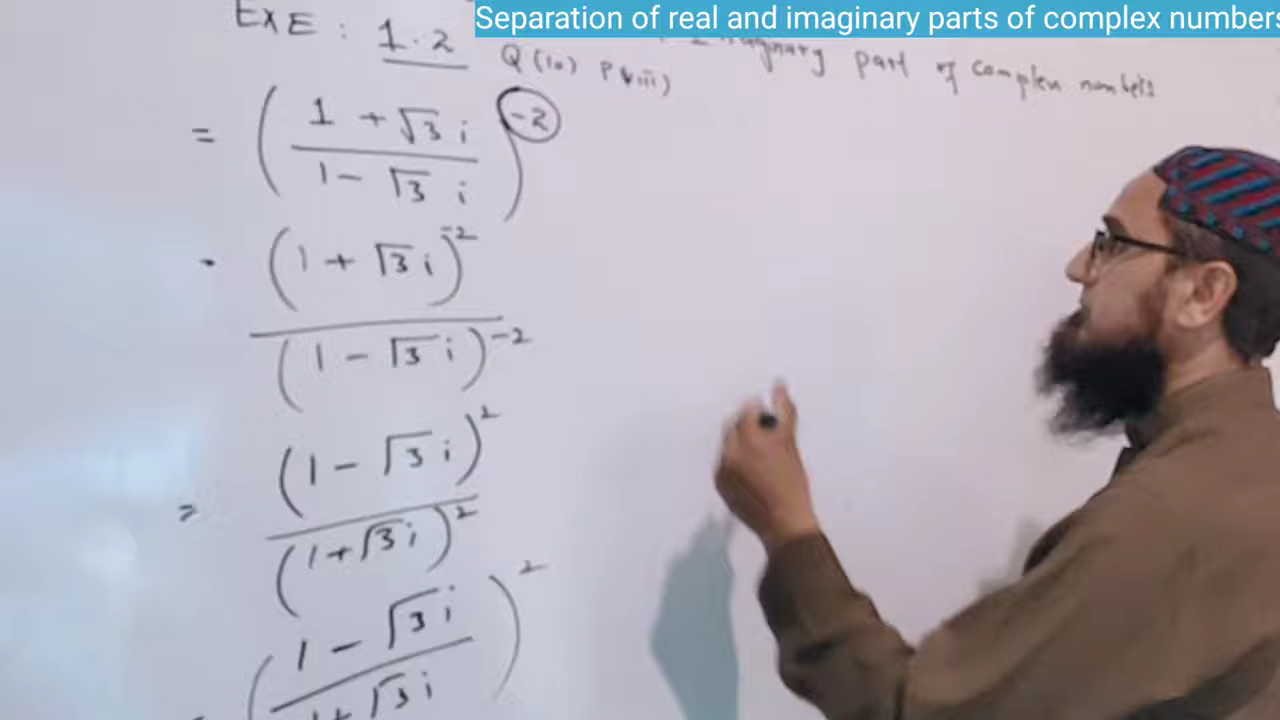 Separation of real and imaginary parts of complex numbers
EXE : 1.2
Imaginary part of complex numbers
Q(10) P(viii)
= ( 1 + √3 i / 1 - √3 i )^-2
(1 + √3 i)^-2 / (1 - √3 i)^-2
= (1 - √3 i)^2 / (1 + √3 i)^2
= ( 1 - √3 i / 1 + √3 i )^2